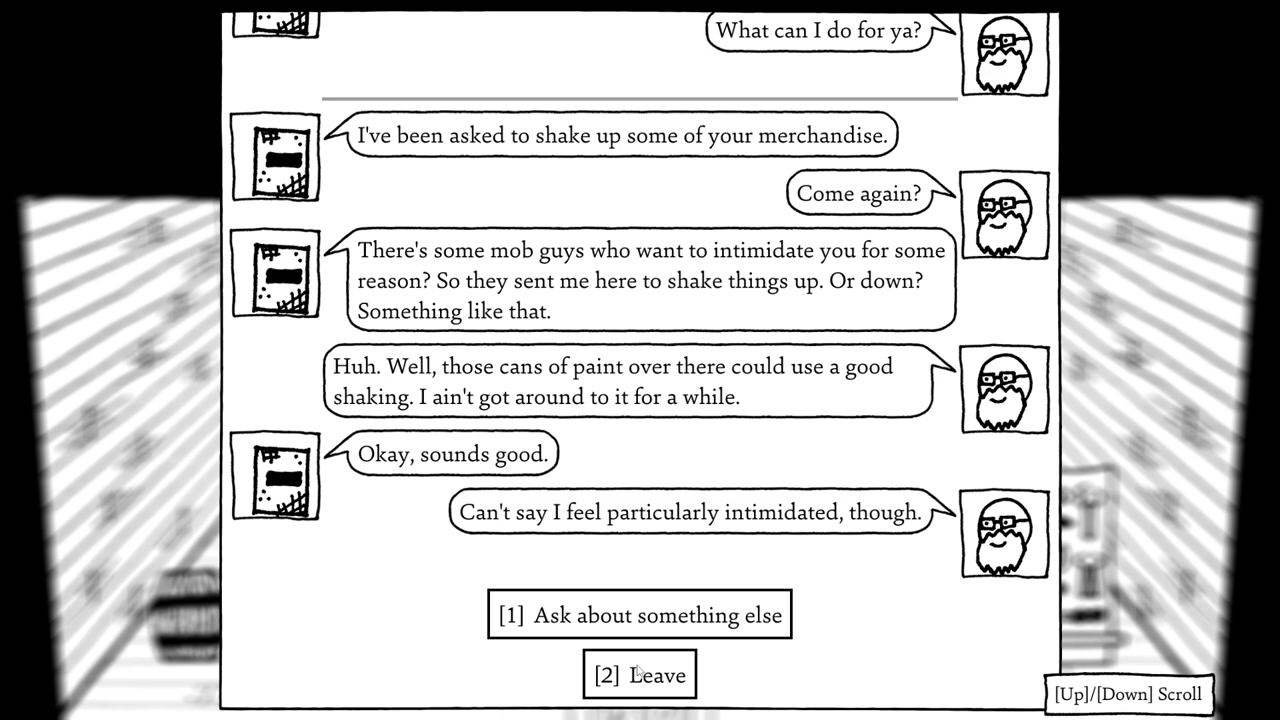 What can I do for ya?
I've been asked to shake up some of your merchandise.
Come again?
There's some mob guys who want to intimidate you for some
reason? So they sent me here to shake things up. Or down?
Something like that.
Huh. Well, those cans of paint over there could use a good
shaking. I ain't got around to it for a while.
Okay, sounds good.
Can't say I feel particularly intimidated, though.
[1] Ask about something else
[2] Leave
[Up]/[Down] Scroll